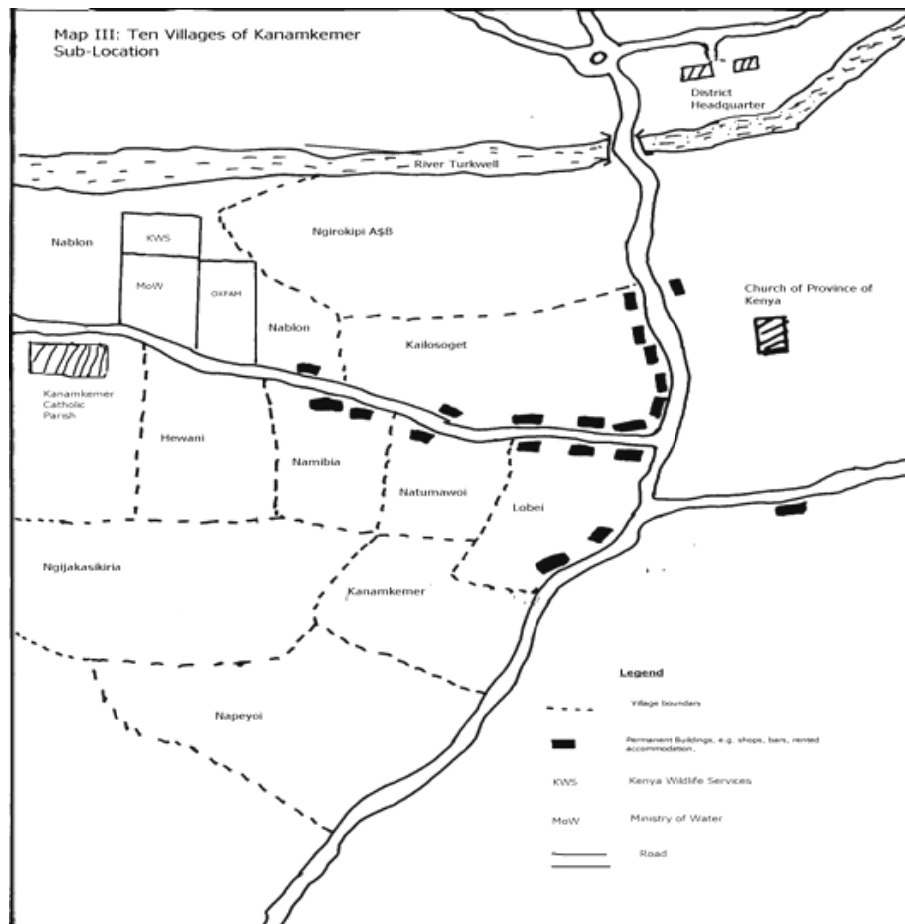 Map III: Ten Villages of Kanamkemer
Sub-Location
District
Headquarter
River Turkwell
Ngirokipi A$B
Nablon
KWS
MoW
OXFAM
Church of Province of
Kenya
Nablon
Kailosoget
Kanamkemer
Catholic
Parish
Hewani
Namibia
Natumawoi
Lobei
Ngijakasikiria
Kanamkemer
Napeyoi
Legend
Village boundary
Permanent Buildings, e.g. shops, bars, rented
accommodation.
KWS Kenya Wildlife Services
MoW Ministry of Water
Road